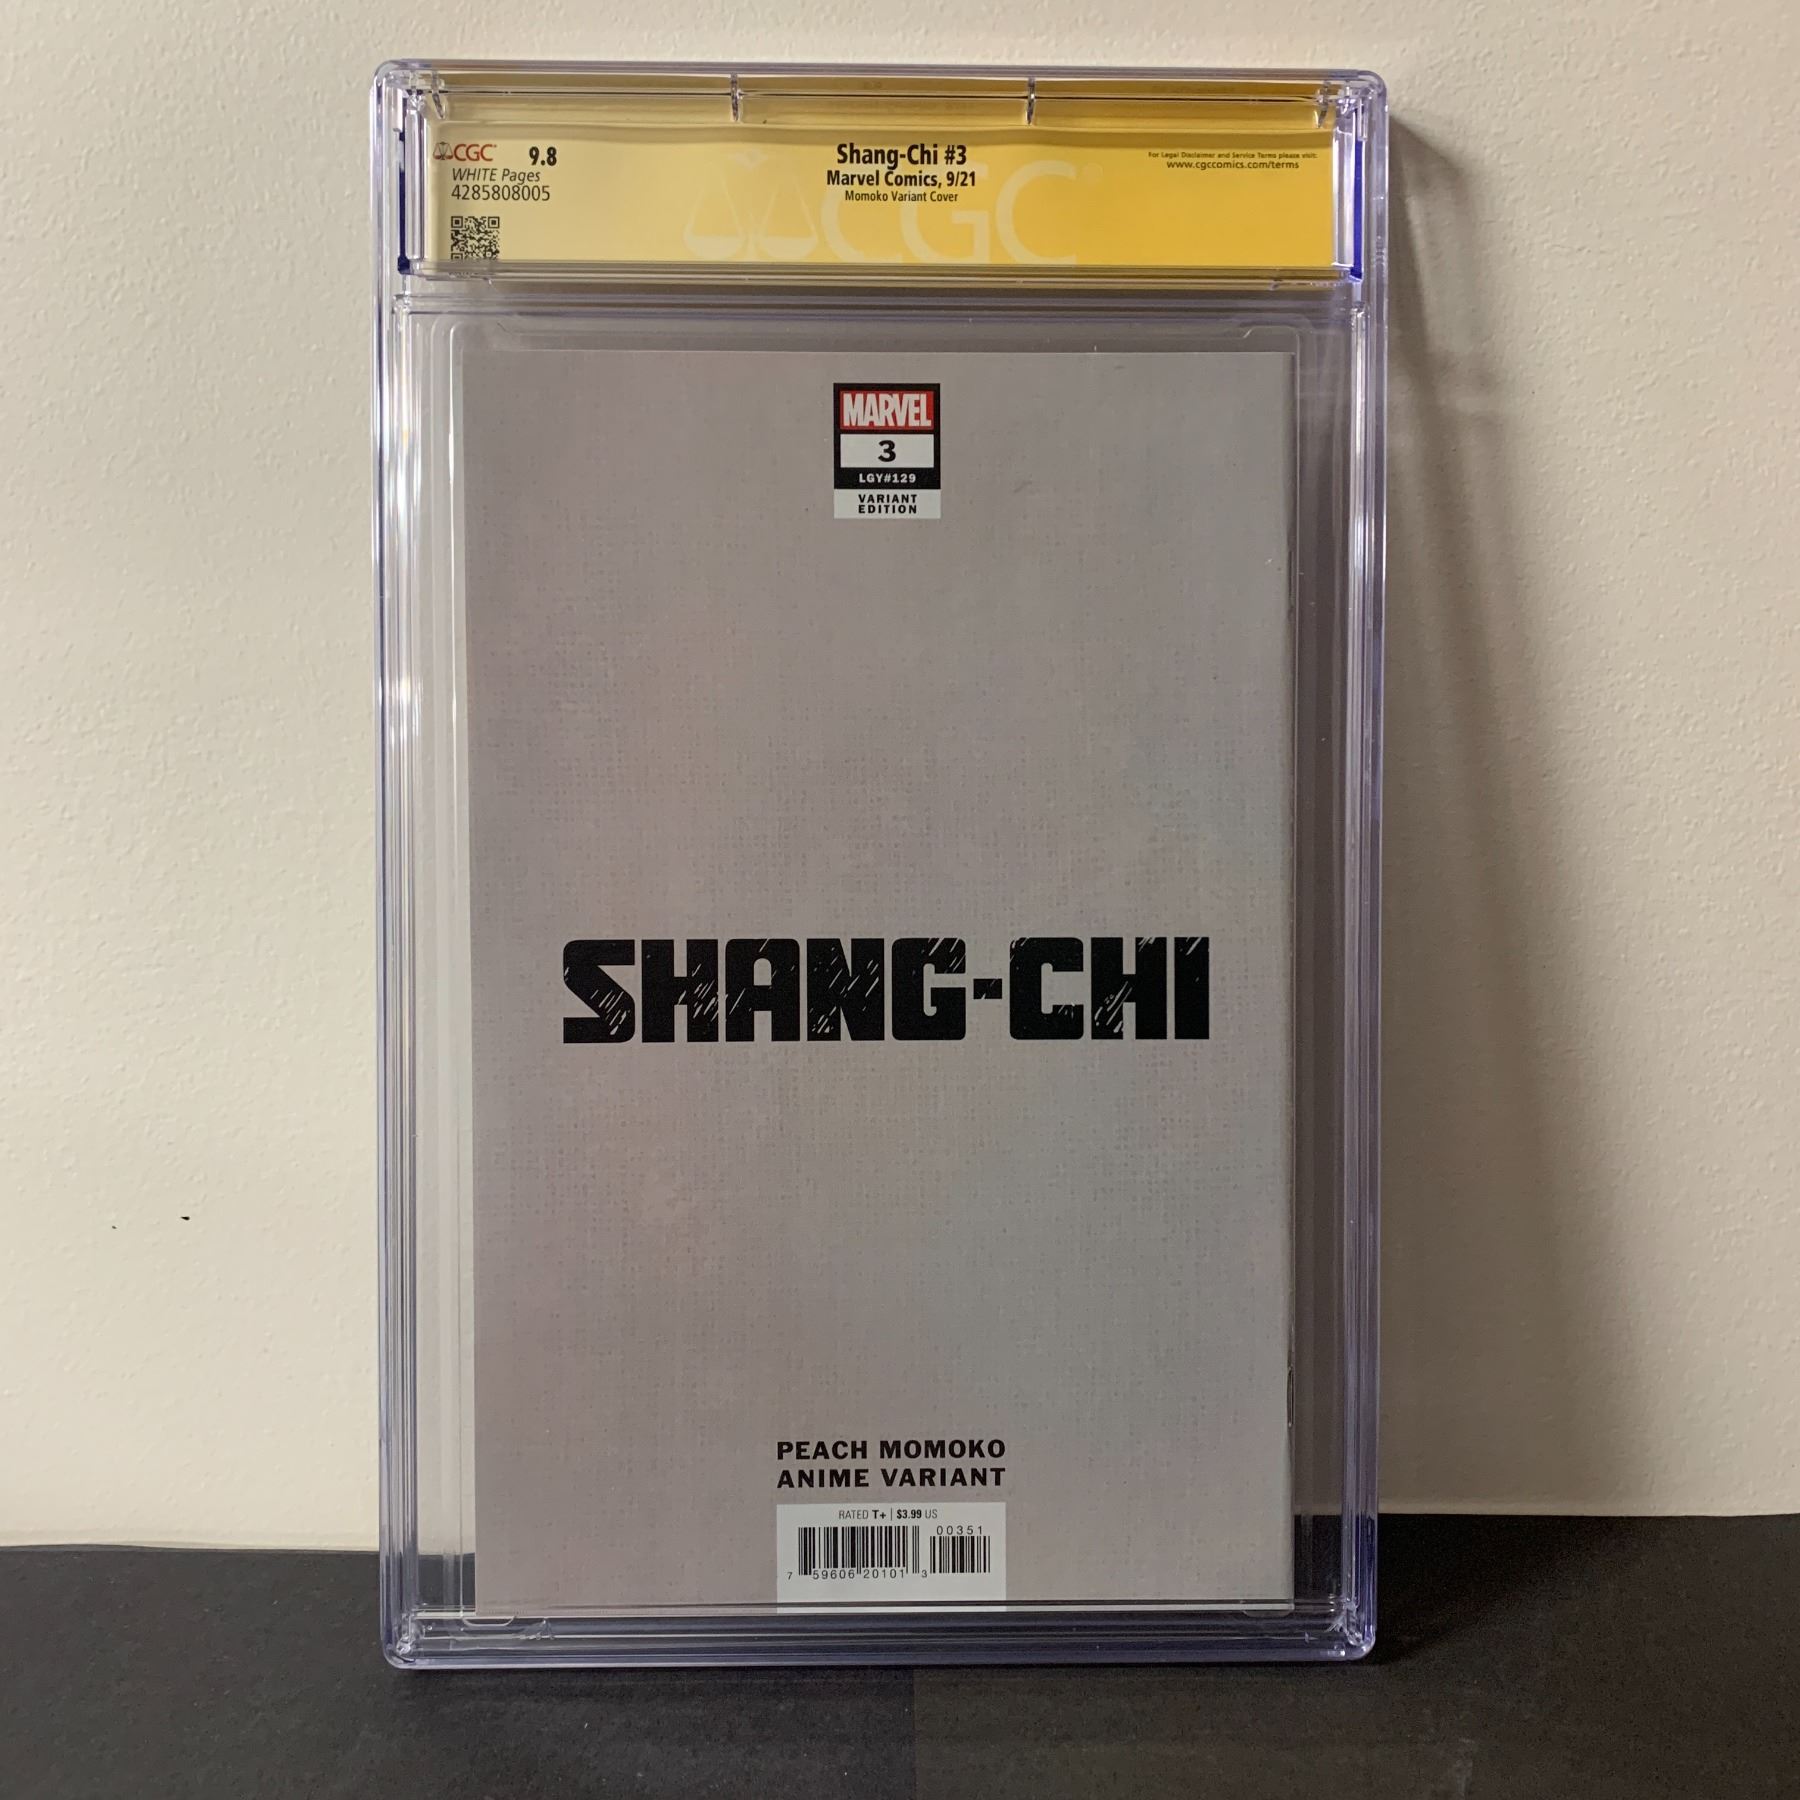 CGC 9.8
WHITE Pages
4285808005
Shang-Chi #3
Marvel Comics, 9/21
Momoko Variant Cover
For Legal Disclaimer and Service Terms please visit:
www.cgccomics.com/terms
CGC
MARVEL
3
LGY#129
VARIANT
EDITION
SHANG-CHI
PEACH MOMOKO
ANIME VARIANT
RATED T+ | $3.99 US
00351
7 59606 20101 3